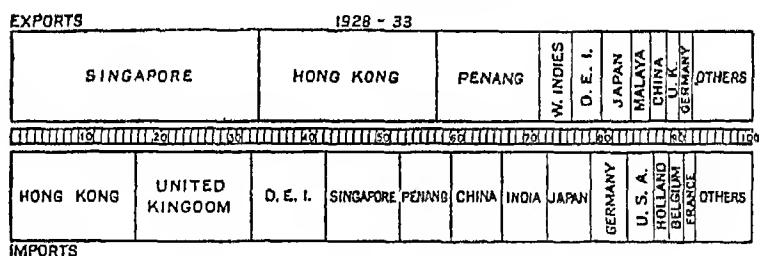 EXPORTS 1928 - 33
SINGAPORE HONG KONG PENANG W. INDIES D. E. I. JAPAN MALAYA CHINA U. K. GERMANY OTHERS
10 20 30 40 50 60 70 80 90 100
HONG KONG UNITED KINGDOM D. E. I. SINGAPORE PENANG CHINA INDIA JAPAN GERMANY U. S. A. HOLLAND BELGIUM FRANCE OTHERS
IMPORTS